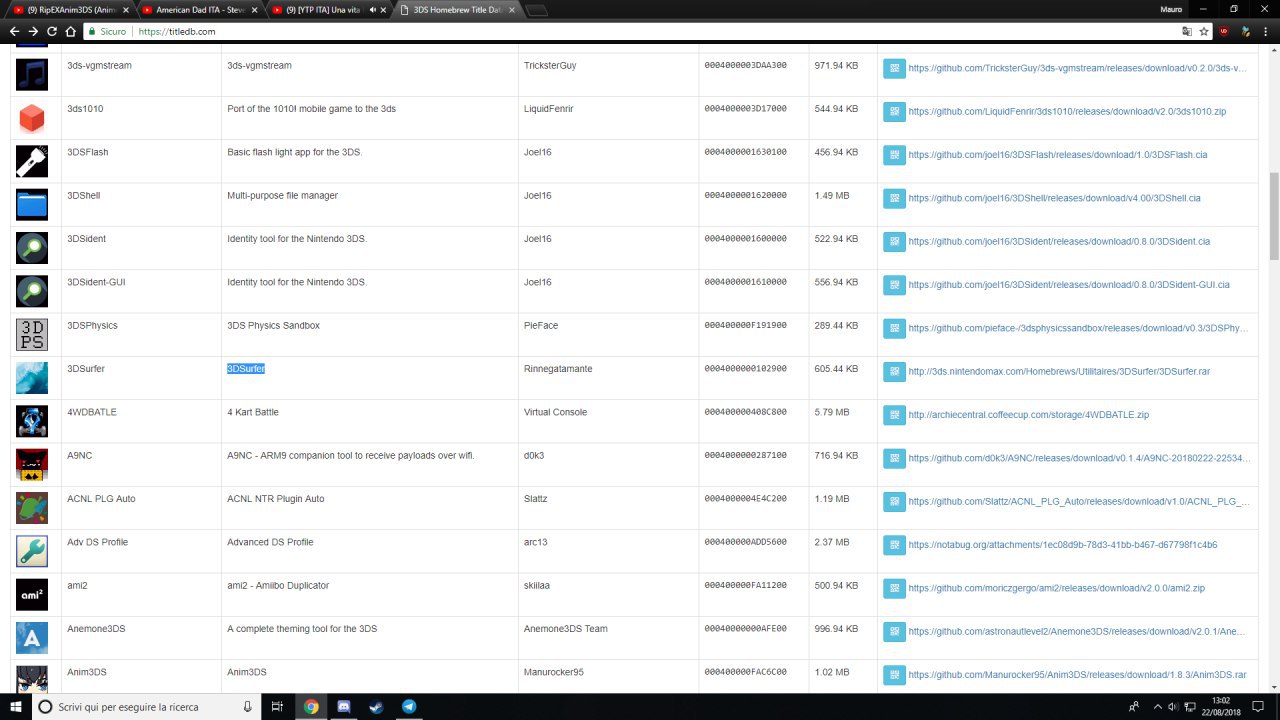 (5) RipEXAnim3DS (Anim
American Dad ITA - Steve
(5) [YTP ITA] Una vita
3DS Homebrew Title Data
Mauro
Sicuro | https://titledb.com
3ds-vgmstream 3ds-vgmstream TricksterGuy 0004000003DAA300 971.94 KB https://github.com/TricksterGuy/3ds-vgmstream/releases/download/v0.2.0/3ds-v...
3ds1010 Port of the 1010! mobile game to the 3ds LiquidFenrir 0004000003D17000 544.94 KB https://github.com/LiquidFenrir/3ds1010/releases/download/v2.0/3ds1010.zip
3DSFlash Basic flash light app for the 3DS. Joel16 0004000001630100 456.94 KB https://github.com/joel16/3DSFlash/releases/download/1.0/3DSFlash.cia
3DShell Multi-purpose file manager Joel16 0004000001620000 1.49 MB https://github.com/joel16/3DShell/releases/download/v4.00/3DShell.cia
3DSident Identity tool for the Nintendo 3DS. Joel16 0004000001600000 522.94 KB https://github.com/joel16/3DSident/releases/download/0.8.0/3DSident.cia
3DSident-GUI Identity tool for the Nintendo 3DS. Joel16 0004000001610000 556.94 KB https://github.com/joel16/3DSident/releases/download/0.8.0/3DSident-GUI.cia
3D PS 3DSPhysics 3DS Physics Sandbox PieFace 000400000F191900 289.44 KB https://github.com/pieface-/3dsphysicssandbox/releases/download/v0.3/3DSPhy...
3DSurfer 3DSurfer Rinnegatamante 0004000000102900 605.44 KB http://3ds.nintendomax.com/Homebrews/Utilitaires/3DSurfer/3DSurfer.rar
4WDBATLE 4 Kart Battle Virtual Console 000400000408C800 5.79 MB http://archiecentral.coffeecup.com/storage/4WDBATLE.zip
A9NC A9NC - ARM9 companion tool to receive payloads over wifi. d0k3 0004000000287100 716.94 KB https://github.com/d0k3/A9NC/releases/download/v0.1.4/A9NC-20180222-22534...
ACNL PLG Auto ACNL NTR Plugin Auto Slattz 0004000004E4C200 1.19 MB https://github.com/Slattz/ACNL_PLG_Auto/releases/download/v1.0/ACNL_PLG_...
Adv DS Profile Advanced DS Profile arc13 000400000ADD5600 2.37 MB https://notabug.org/attachments/1ec08d9b-78d3-41bb-b467-d67798f1c4b6
ami² ami2 ami2 - Amiibo Duplicator skiilaa 000400000FA11200 500.94 KB https://github.com/moriczgergo/ami2/releases/download/v2.0.0/ami2.zip
A Anemone3DS A complete theming tool for the 3DS Anemone3DS Team 00040000000AFE00 996.94 KB https://github.com/astronautlevel2/Anemone3DS/releases/download/v2.0.1/Ane...
Anim3DS Anim3DS Manurocker95 000400000FAC6C00 1.02 MB https://github.com/Manurocker95/Anim3DS/releases/download/1.8.3/Anim3DS.rar
Scrivi qui per eseguire la ricerca
13:02
22/08/2018